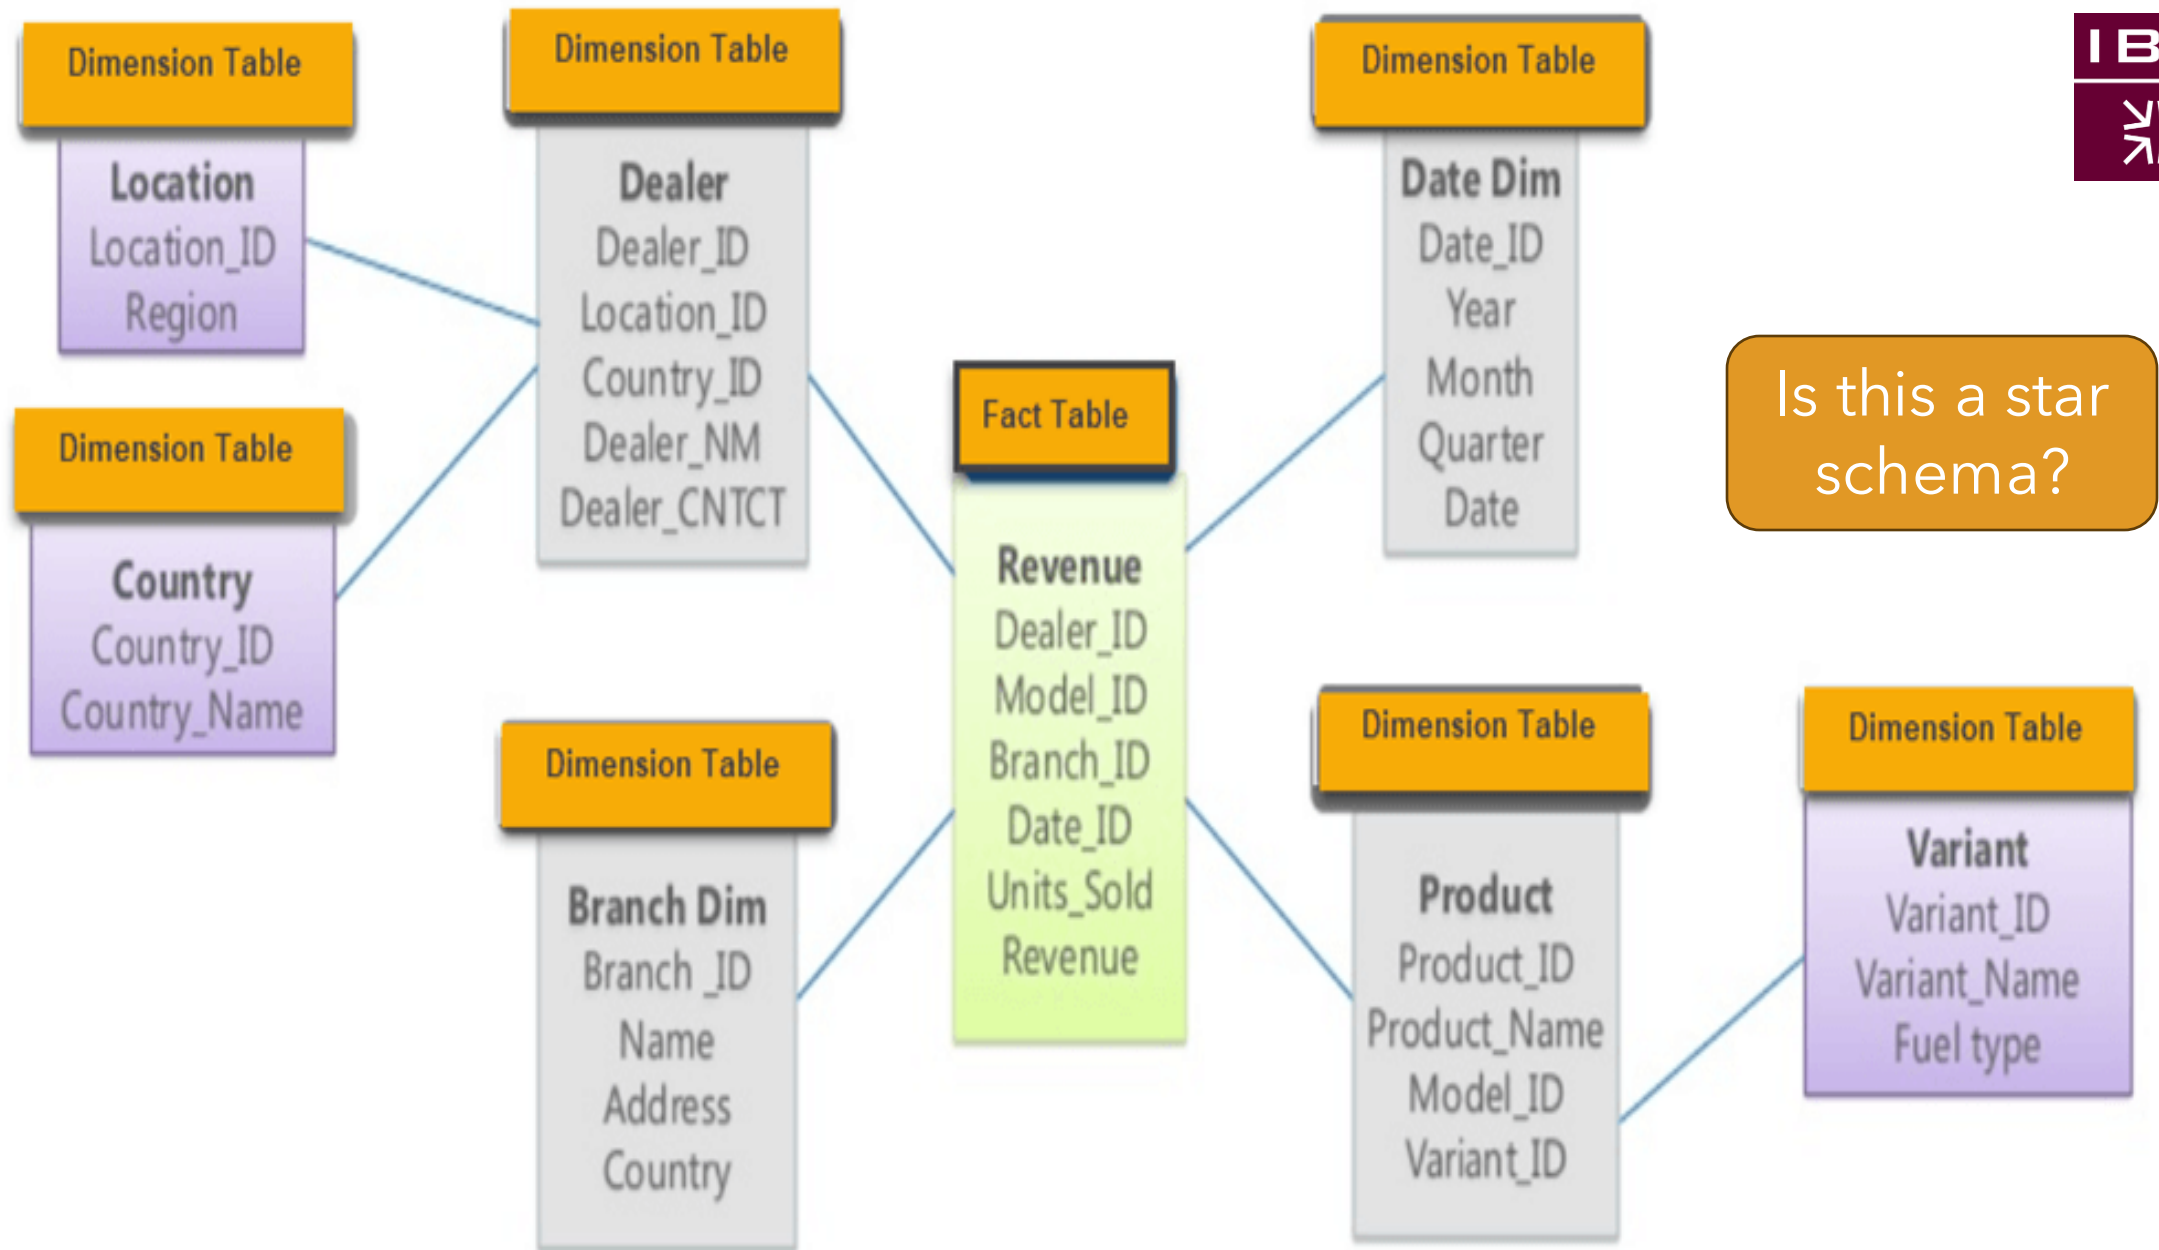 Dimension Table
Location
Location_ID
Region
Dimension Table
Country
Country_ID
Country_Name
Dimension Table
Dealer
Dealer_ID
Location_ID
Country_ID
Dealer_NM
Dealer_CNTCT
Dimension Table
Branch Dim
Branch _ID
Name
Address
Country
Fact Table
Revenue
Dealer_ID
Model_ID
Branch_ID
Date_ID
Units_Sold
Revenue
Dimension Table
Date Dim
Date_ID
Year
Month
Quarter
Date
Dimension Table
Product
Product_ID
Product_Name
Model_ID
Variant_ID
Dimension Table
Variant
Variant_ID
Variant_Name
Fuel type
Is this a star
schema?